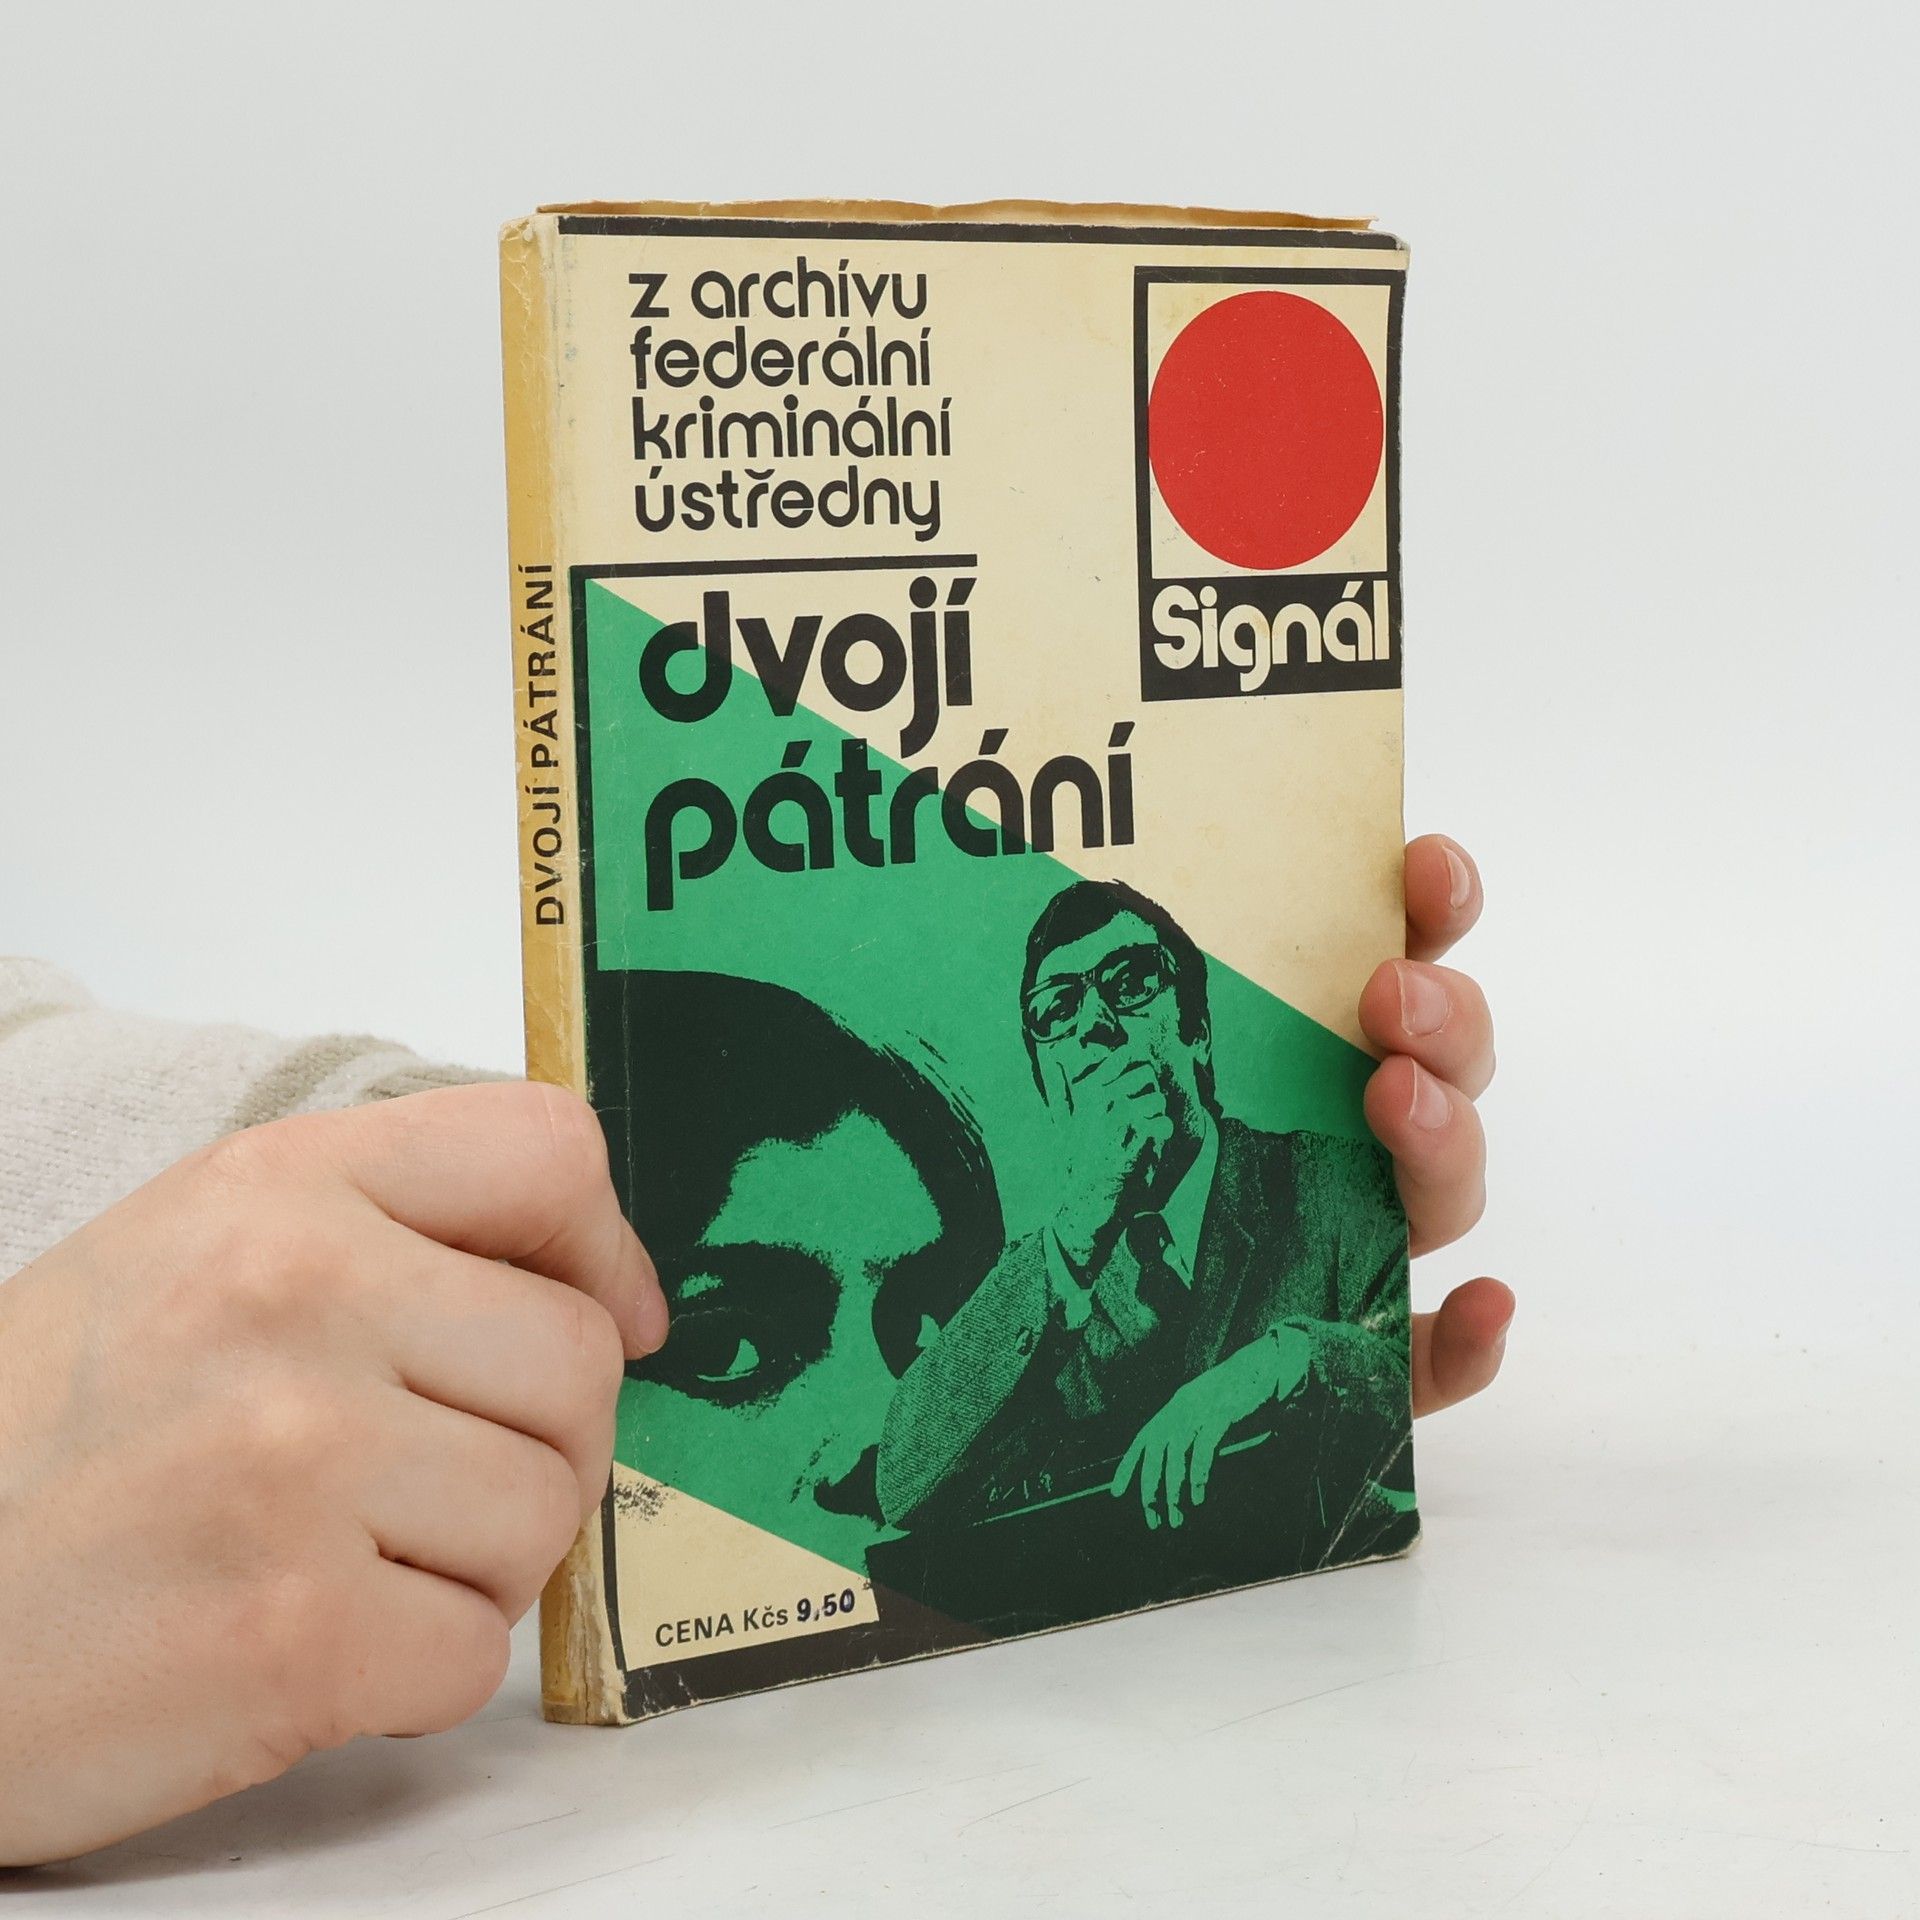 z archívu
federální
kriminální
ústředny
Signál
dvojí
pátrání
DVOJÍ PÁTRÁNÍ
CENA Kčs 9,50